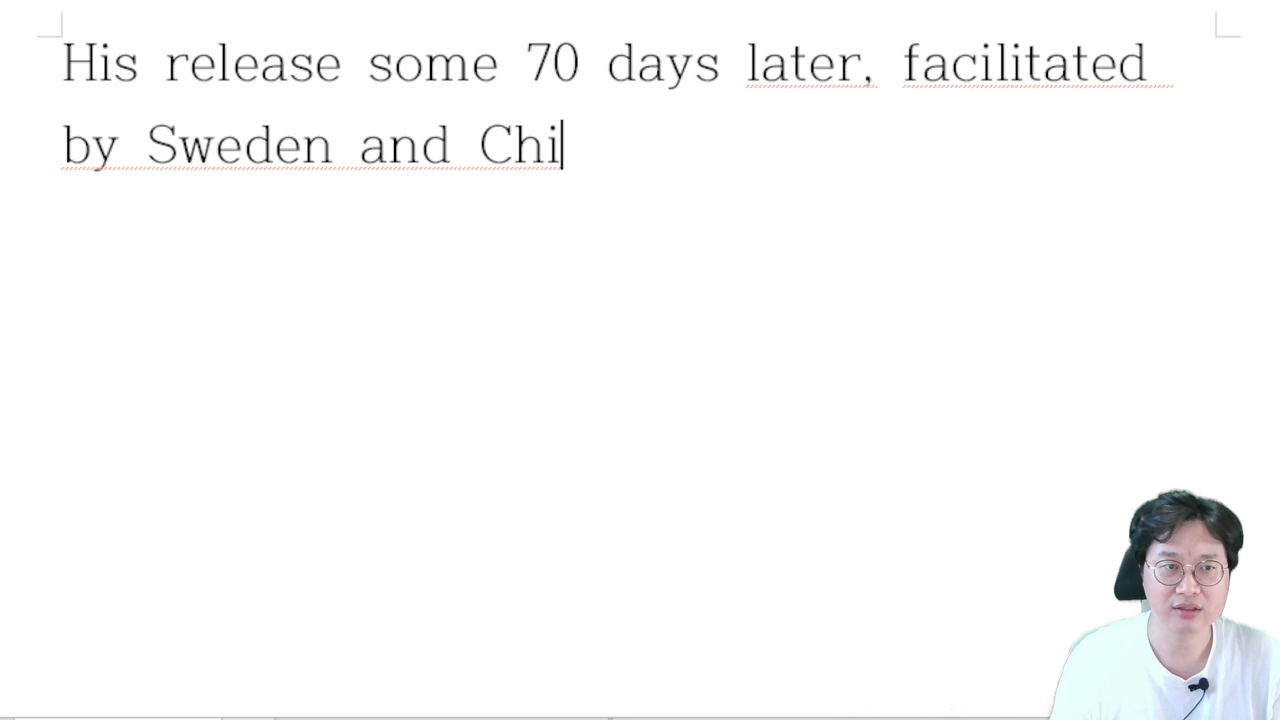 His release some 70 days later, facilitated
by Sweden and Chi